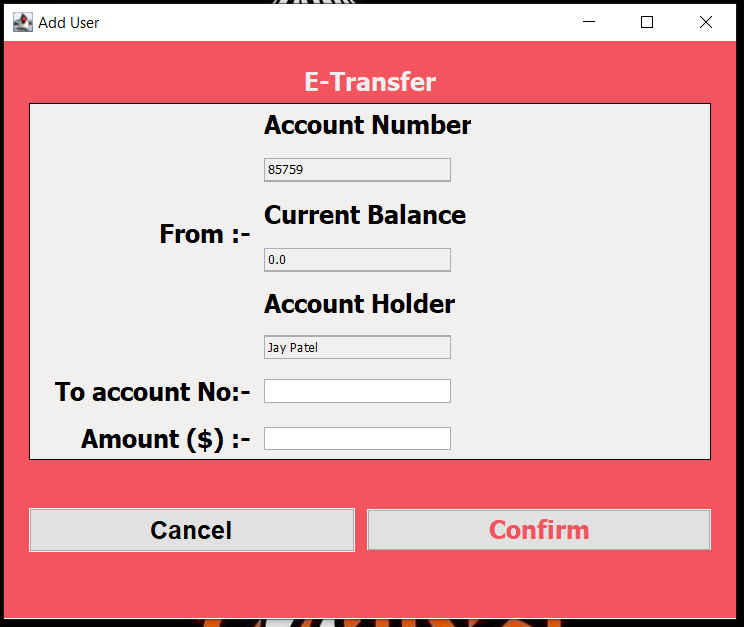 Add User
E-Transfer
Account Number
85759
Current Balance
From :-
0.0
Account Holder
Jay Patel
To account No:-
Amount ($) :-
Cancel Confirm